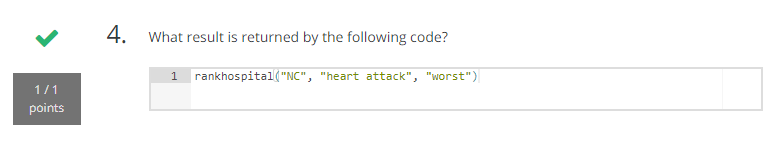 4. What result is returned by the following code?
1 rankhospital("NC", "heart attack", "worst")
1 / 1
points